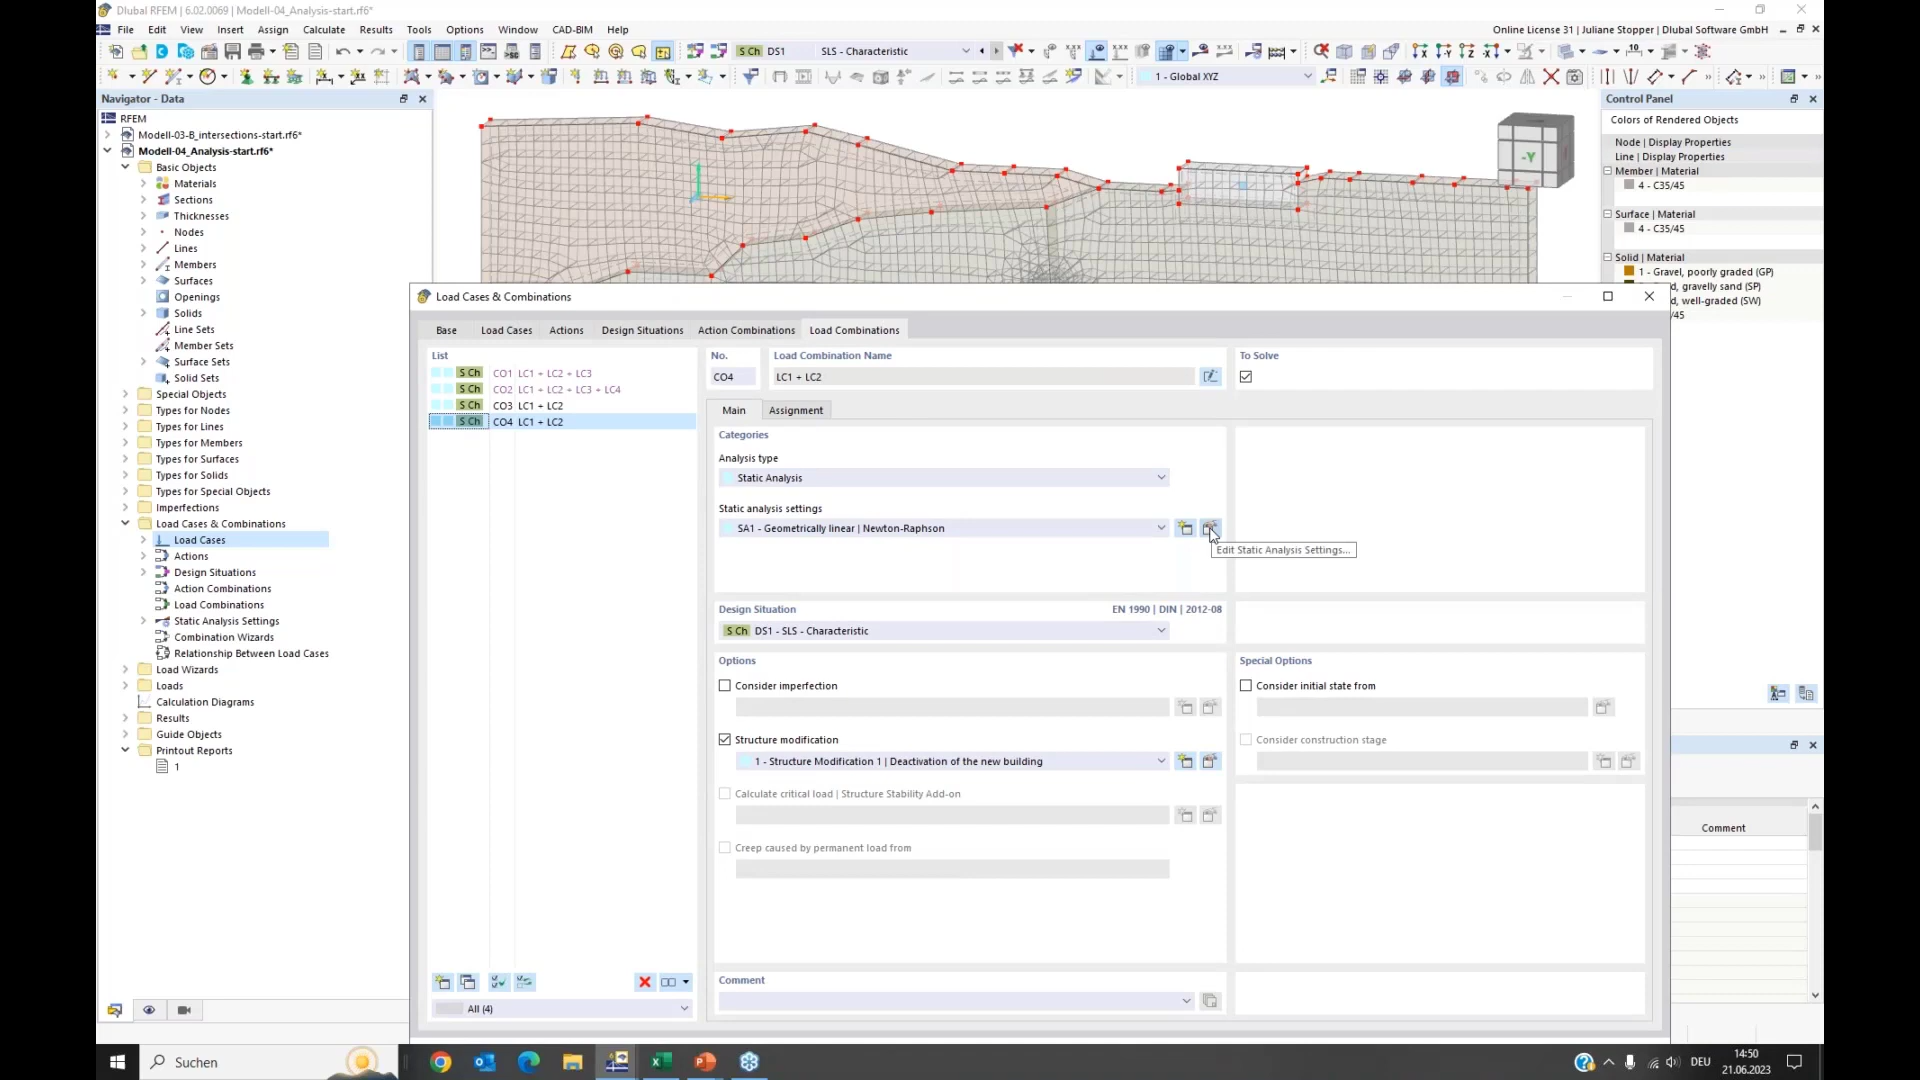 Dlubal RFEM | 6.02.0069 | Modell-04_Analysis-start.rf6*
File Edit View Insert Assign Calculate Results Tools Options Window CAD-BIM Help
Online License 31 | Juliane Stopper | Dlubal Software GmbH
S Ch DS1 SLS - Characteristic
1 - Global XYZ
Navigator - Data
RFEM
Modell-03-B_intersections-start.rf6*
Modell-04_Analysis-start.rf6*
Basic Objects
Materials
Sections
Thicknesses
Nodes
Lines
Members
Surfaces
Openings
Solids
Line Sets
Member Sets
Surface Sets
Solid Sets
Special Objects
Types for Nodes
Types for Lines
Types for Members
Types for Surfaces
Types for Solids
Types for Special Objects
Imperfections
Load Cases & Combinations
Load Cases
Actions
Design Situations
Action Combinations
Load Combinations
Static Analysis Settings
Combination Wizards
Relationship Between Load Cases
Load Wizards
Loads
Calculation Diagrams
Results
Guide Objects
Printout Reports
1
-Y
Control Panel
Colors of Rendered Objects
Node | Display Properties
Line | Display Properties
Member | Material
4 - C35/45
Surface | Material
4 - C35/45
Solid | Material
1 - Gravel, poorly graded (GP)
d, gravelly sand (SP)
d, well-graded (SW)
/45
Load Cases & Combinations
Base Load Cases Actions Design Situations Action Combinations Load Combinations
List
S Ch CO1 LC1 + LC2 + LC3
S Ch CO2 LC1 + LC2 + LC3 + LC4
S Ch CO3 LC1 + LC2
S Ch CO4 LC1 + LC2
All (4)
No.
CO4
Load Combination Name
LC1 + LC2
To Solve
Main Assignment
Categories
Analysis type
Static Analysis
Static analysis settings
SA1 - Geometrically linear | Newton-Raphson
Edit Static Analysis Settings...
Design Situation EN 1990 | DIN | 2012-08
S Ch DS1 - SLS - Characteristic
Options
Consider imperfection
Structure modification
1 - Structure Modification 1 | Deactivation of the new building
Calculate critical load | Structure Stability Add-on
Creep caused by permanent load from
Special Options
Consider initial state from
Consider construction stage
Comment
Comment
Suchen
DEU
14:50
21.06.2023